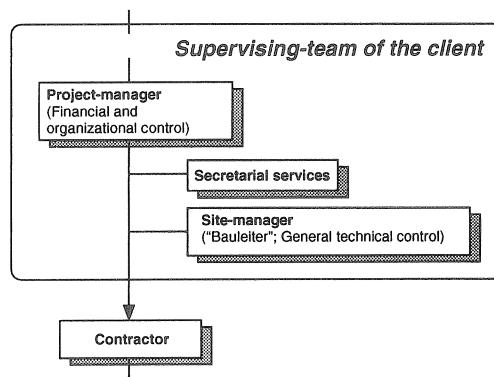 Supervising-team of the client
Project-manager
(Financial and
organizational control)
Secretarial services
Site-manager
("Bauleiter"; General technical control)
Contractor